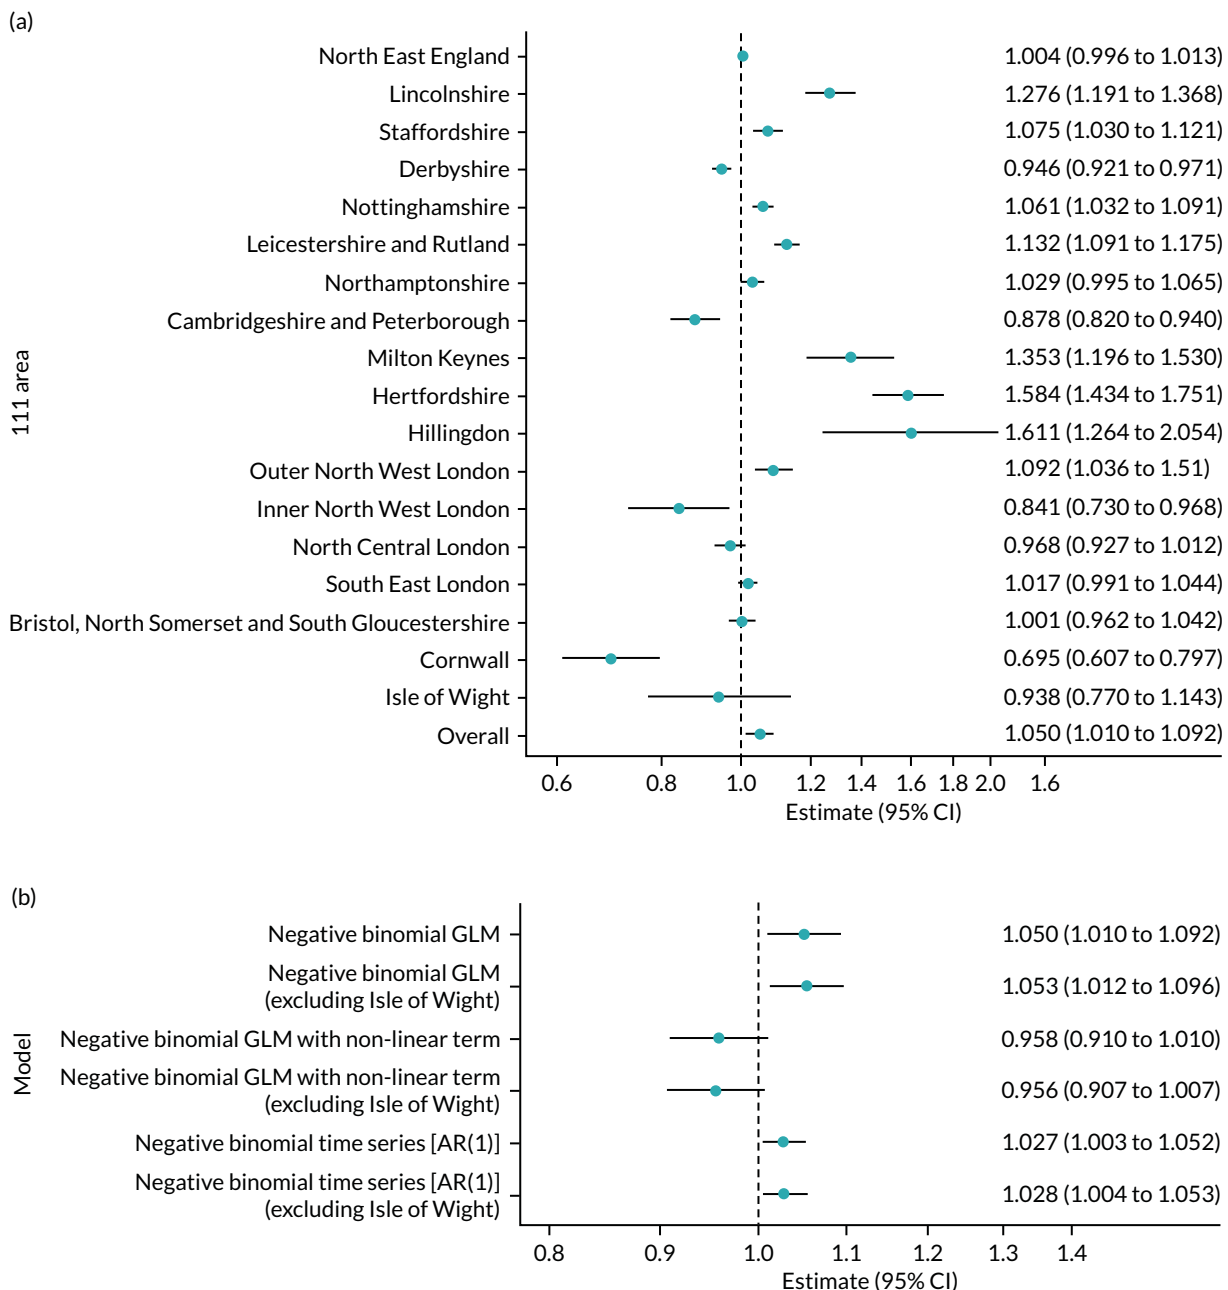 (a)
111 area
North East England 1.004 (0.996 to 1.013)
Lincolnshire 1.276 (1.191 to 1.368)
Staffordshire 1.075 (1.030 to 1.121)
Derbyshire 0.946 (0.921 to 0.971)
Nottinghamshire 1.061 (1.032 to 1.091)
Leicestershire and Rutland 1.132 (1.091 to 1.175)
Northamptonshire 1.029 (0.995 to 1.065)
Cambridgeshire and Peterborough 0.878 (0.820 to 0.940)
Milton Keynes 1.353 (1.196 to 1.530)
Hertfordshire 1.584 (1.434 to 1.751)
Hillingdon 1.611 (1.264 to 2.054)
Outer North West London 1.092 (1.036 to 1.51)
Inner North West London 0.841 (0.730 to 0.968)
North Central London 0.968 (0.927 to 1.012)
South East London 1.017 (0.991 to 1.044)
Bristol, North Somerset and South Gloucestershire 1.001 (0.962 to 1.042)
Cornwall 0.695 (0.607 to 0.797)
Isle of Wight 0.938 (0.770 to 1.143)
Overall 1.050 (1.010 to 1.092)
0.6 0.8 1.0 1.2 1.4 1.6 1.8 2.0 1.6
Estimate (95% CI)
(b)
Model
Negative binomial GLM 1.050 (1.010 to 1.092)
Negative binomial GLM
(excluding Isle of Wight) 1.053 (1.012 to 1.096)
Negative binomial GLM with non-linear term 0.958 (0.910 to 1.010)
Negative binomial GLM with non-linear term
(excluding Isle of Wight) 0.956 (0.907 to 1.007)
Negative binomial time series [AR(1)] 1.027 (1.003 to 1.052)
Negative binomial time series [AR(1)]
(excluding Isle of Wight) 1.028 (1.004 to 1.053)
0.8 0.9 1.0 1.1 1.2 1.3 1.4
Estimate (95% CI)